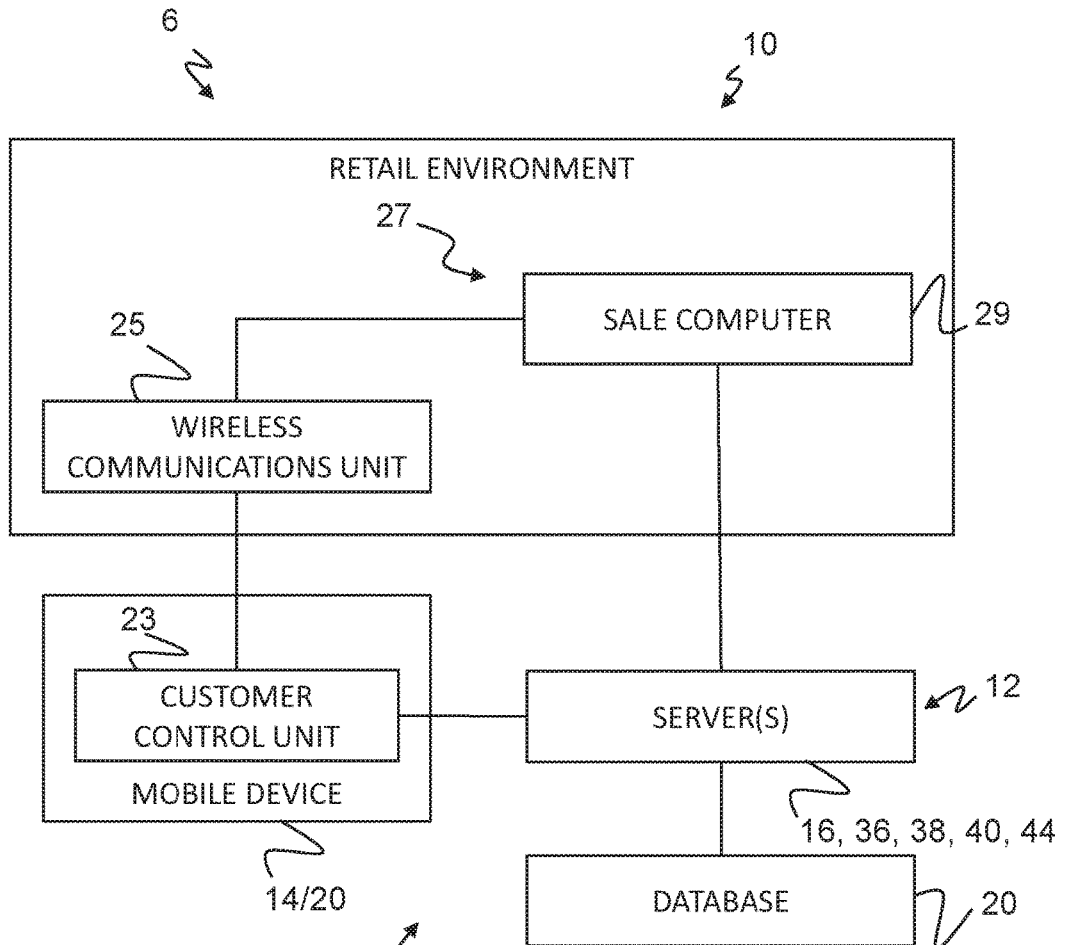 6
10
RETAIL ENVIRONMENT
27
SALE COMPUTER
29
25
WIRELESS
COMMUNICATIONS UNIT
23
CUSTOMER
CONTROL UNIT
MOBILE DEVICE
SERVER(S)
12
16, 36, 38, 40, 44
14/20
DATABASE
20